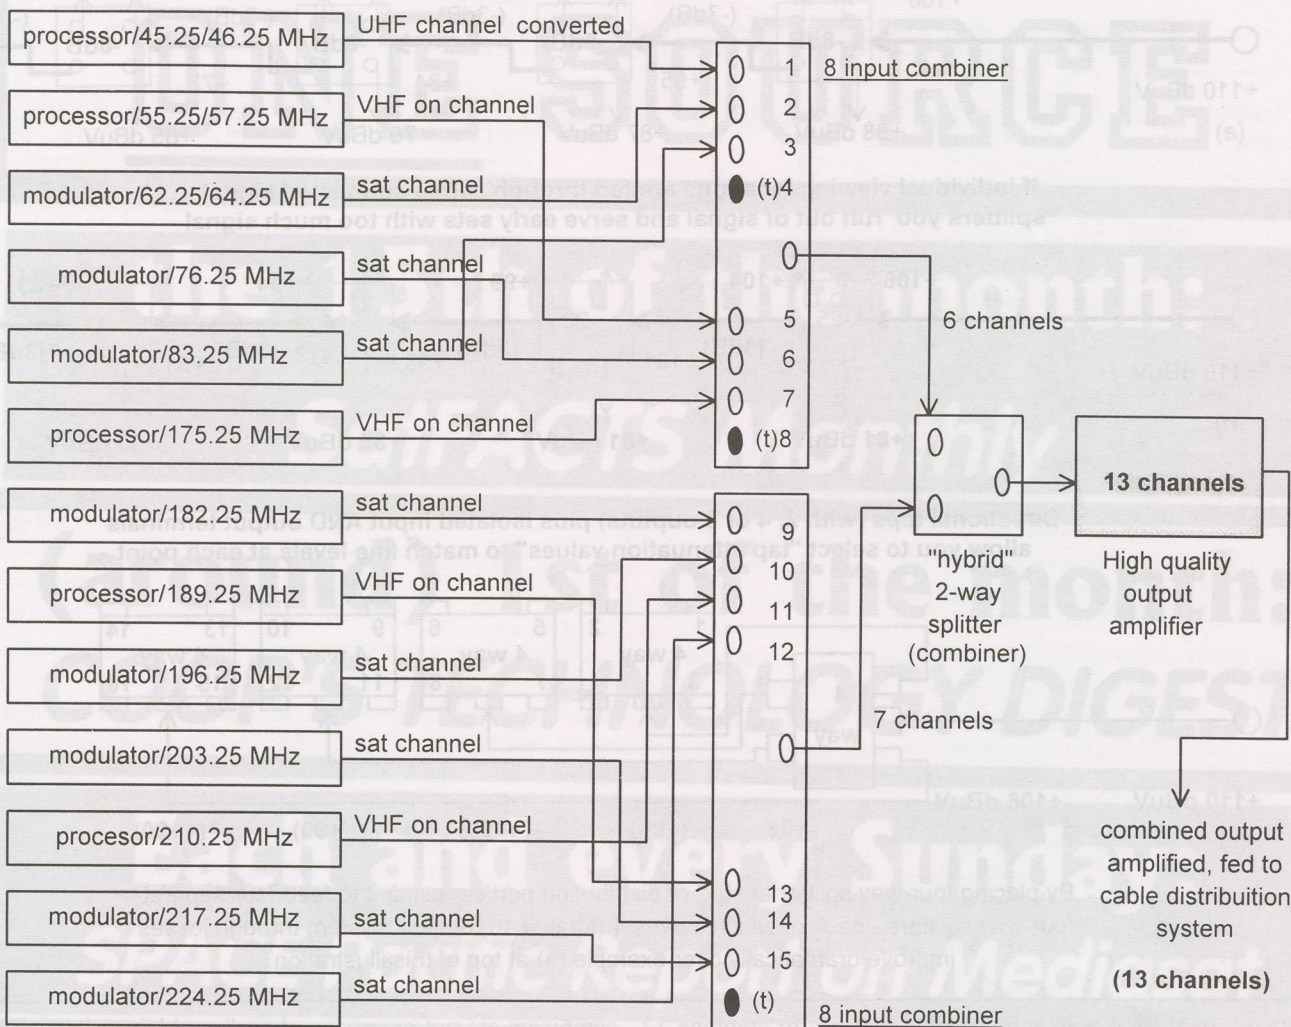 processor/45.25/46.25 MHz
UHF channel converted
processor/55.25/57.25 MHz
VHF on channel
modulator/62.25/64.25 MHz
sat channel
modulator/76.25 MHz
sat channel
modulator/83.25 MHz
sat channel
processor/175.25 MHz
VHF on channel
modulator/182.25 MHz
sat channel
processor/189.25 MHz
VHF on channel
modulator/196.25 MHz
sat channel
modulator/203.25 MHz
sat channel
procesor/210.25 MHz
VHF on channel
modulator/217.25 MHz
sat channel
modulator/224.25 MHz
sat channel
1
8 input combiner
2
3
(t)4
5
6
7
(t)8
9
10
11
12
13
14
15
(t)
8 input combiner
6 channels
7 channels
"hybrid"
2-way
splitter
(combiner)
13 channels
High quality
output
amplifier
combined output
amplified, fed to
cable distribution
system
(13 channels)